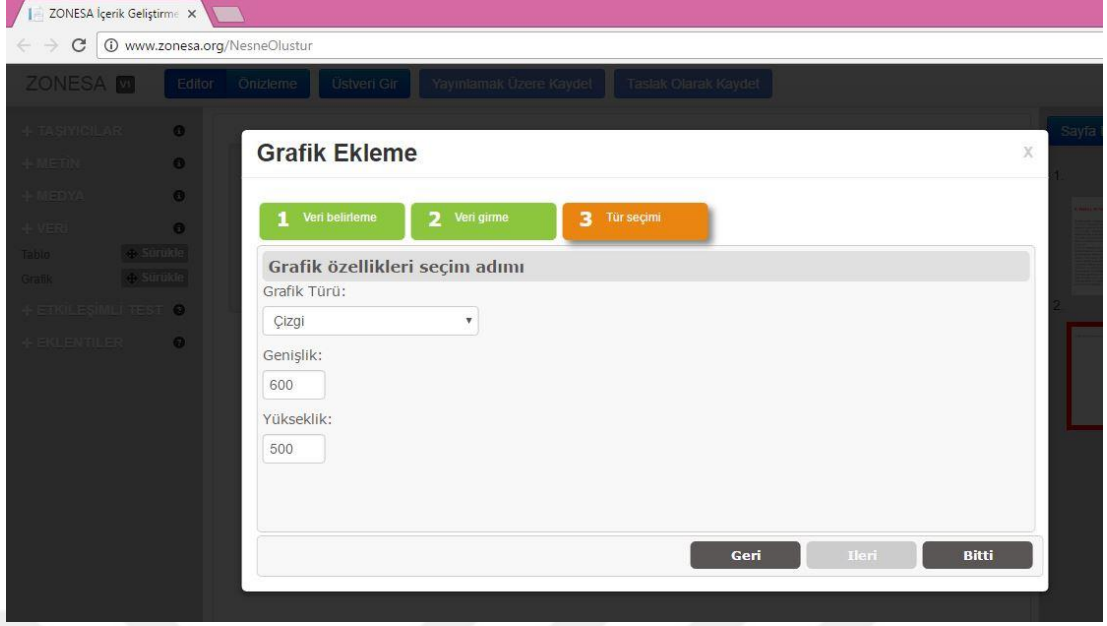 ZONESA İçerik Geliştirme
www.zonesa.org/NesneOlustur
ZONESA V1 Editor Önizleme Üstveri Gir Yayınlamak Üzere Kaydet Taslak Olarak Kaydet
TAŞIYICILAR
METİN
MEDYA
VERİ
Tablo Sürükle
Grafik Sürükle
ETKİLEŞİMLİ TEST
EKLENTİLER
Sayfa
1.
2
Grafik Ekleme X
1 Veri belirleme 2 Veri girme 3 Tür seçimi
Grafik özellikleri seçim adımı
Grafik Türü:
Çizgi
Genişlik:
600
Yükseklik:
500
Geri İleri Bitti